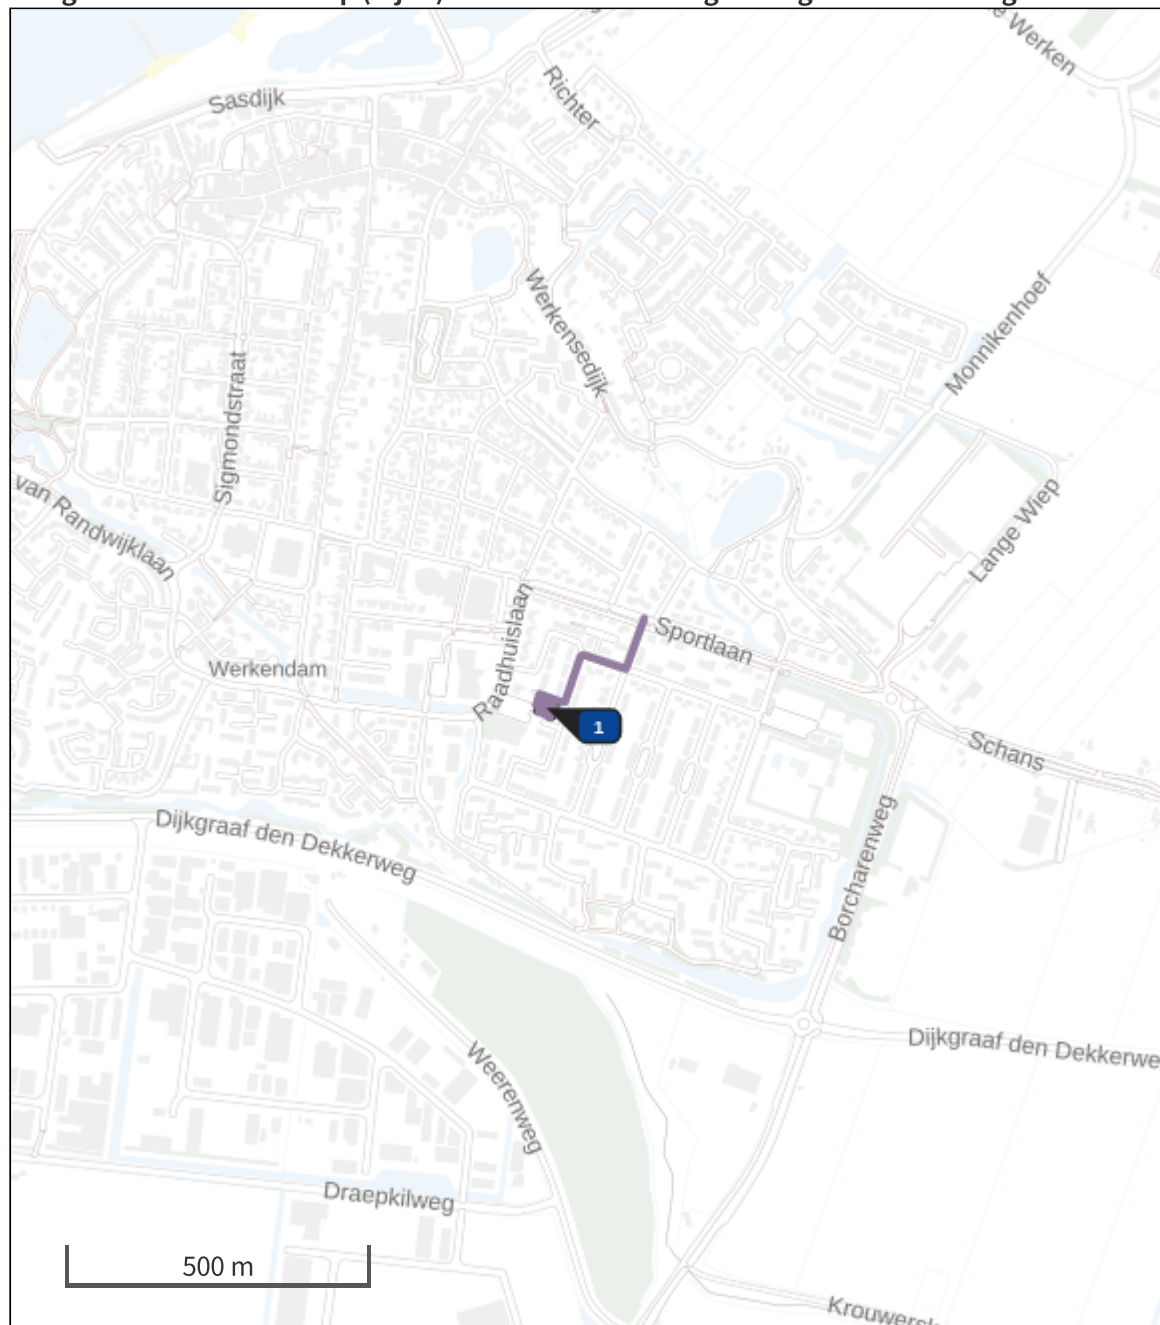 Werken
Richter
Sasdijk
Werkensedijk
Monnikenhoef
Sigmondstraat
van Randwijklaan
Lange Wiep
Raadhuislaan
Sportlaan
Werkendam
1
Schans
Borcharenweg
Dijkgraaf den Dekkerweg
Dijkgraaf den Dekkerwe
Weerenweg
Draepkilweg
500 m